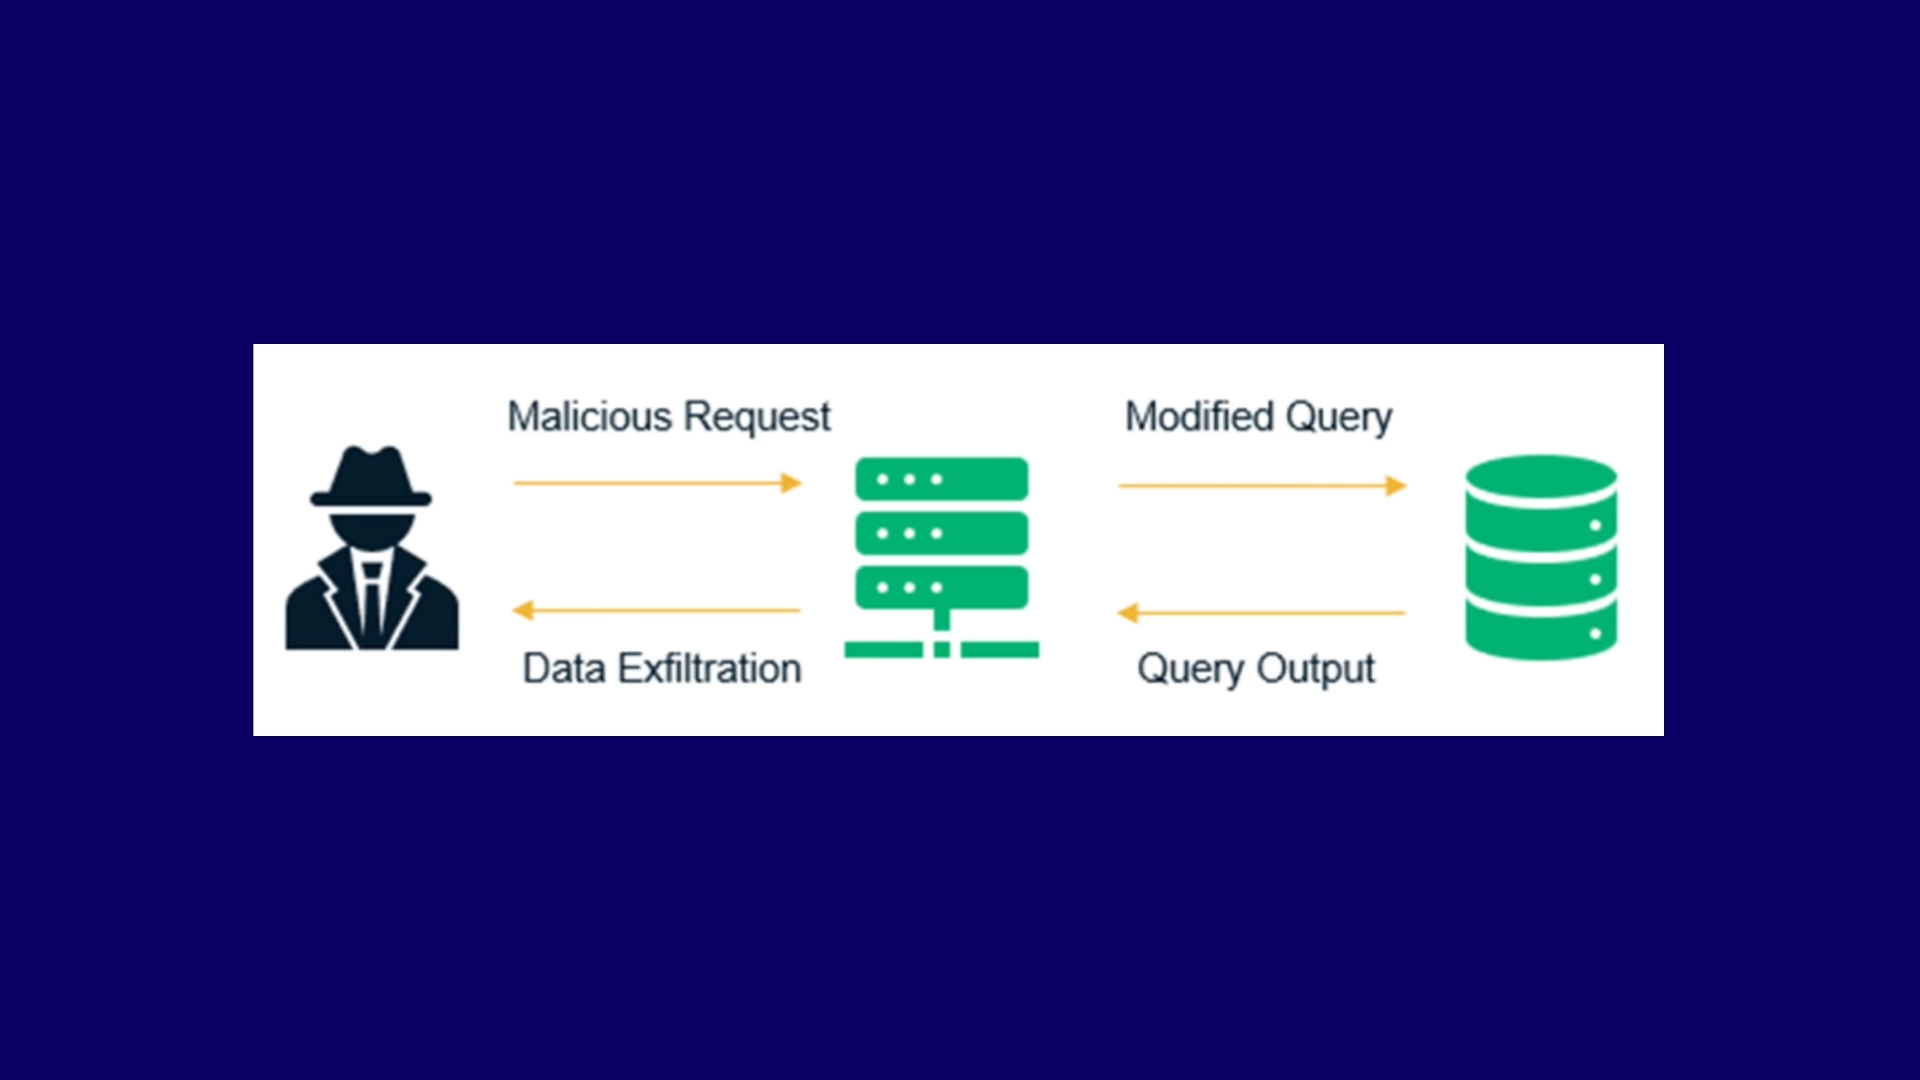 Malicious Request
Modified Query
Data Exfiltration
Query Output